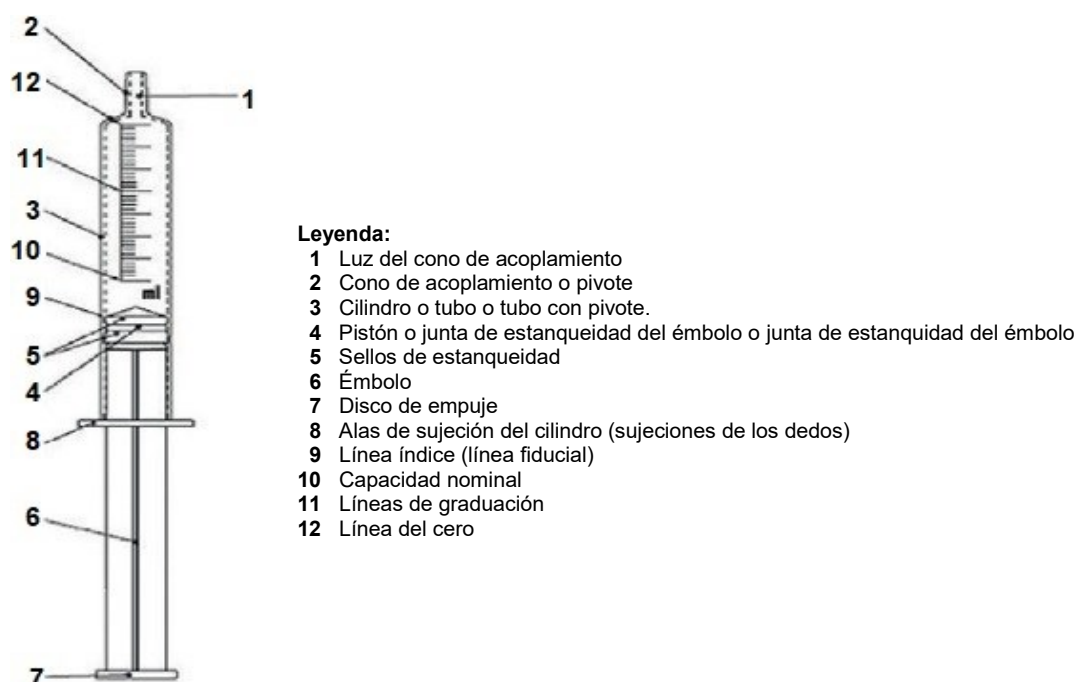 2
12
1
11
3
10
9
5
4
8
6
7
ml
Leyenda:
1 Luz del cono de acoplamiento
2 Cono de acoplamiento o pivote
3 Cilindro o tubo o tubo con pivote.
4 Pistón o junta de estanqueidad del émbolo o junta de estanquidad del émbolo
5 Sellos de estanqueidad
6 Émbolo
7 Disco de empuje
8 Alas de sujeción del cilindro (sujeciones de los dedos)
9 Línea índice (línea fiducial)
10 Capacidad nominal
11 Líneas de graduación
12 Línea del cero